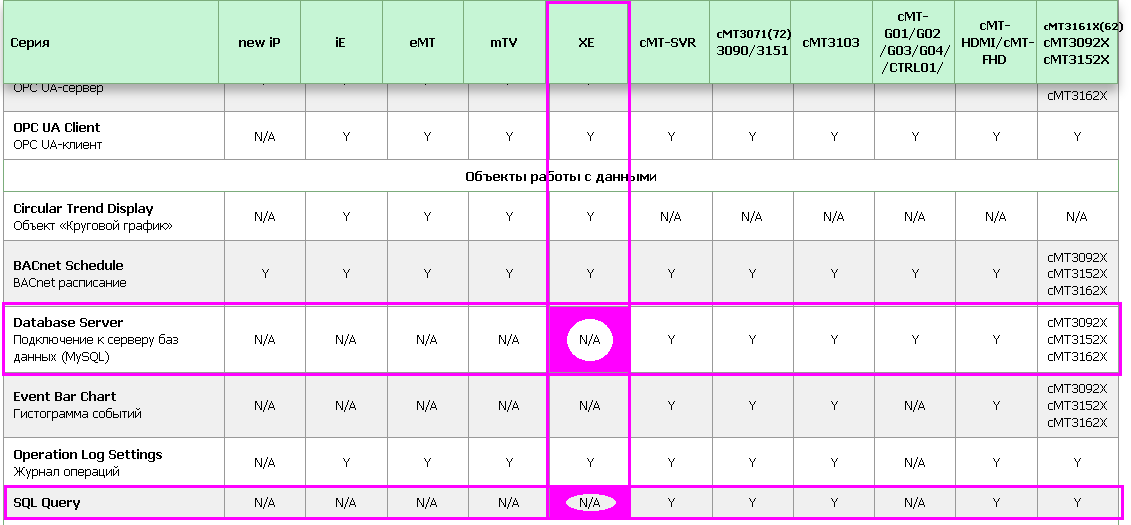 Серия new iP iE eMT mTV XE cMT-SVR cMT3071(72) 3090/3151 cMT3103 cMT-G01/G02/G03/G04//CTRL01/ cMT-HDMI/cMT-FHD cMT3161X(62) cMT3092X cMT3152X
OPC UA-сервер cMT3162X
OPC UA Client
OPC UA-клиент N/A Y Y Y Y Y Y Y Y Y Y
Объекты работы с данными
Circular Trend Display
Объект «Круговой график» N/A Y Y Y Y N/A N/A N/A N/A N/A N/A
BACnet Schedule
BACnet расписание Y Y Y Y Y Y Y Y Y Y cMT3092X cMT3152X cMT3162X
Database Server
Подключение к серверу баз
данных (MySQL) N/A N/A N/A N/A N/A Y Y Y Y Y cMT3092X cMT3152X cMT3162X
Event Bar Chart
Гистограмма событий N/A N/A N/A N/A N/A Y Y Y N/A Y cMT3092X cMT3152X cMT3162X
Operation Log Settings
Журнал операций N/A Y Y Y Y Y Y Y N/A Y Y
SQL Query N/A N/A N/A N/A N/A Y Y Y N/A Y Y